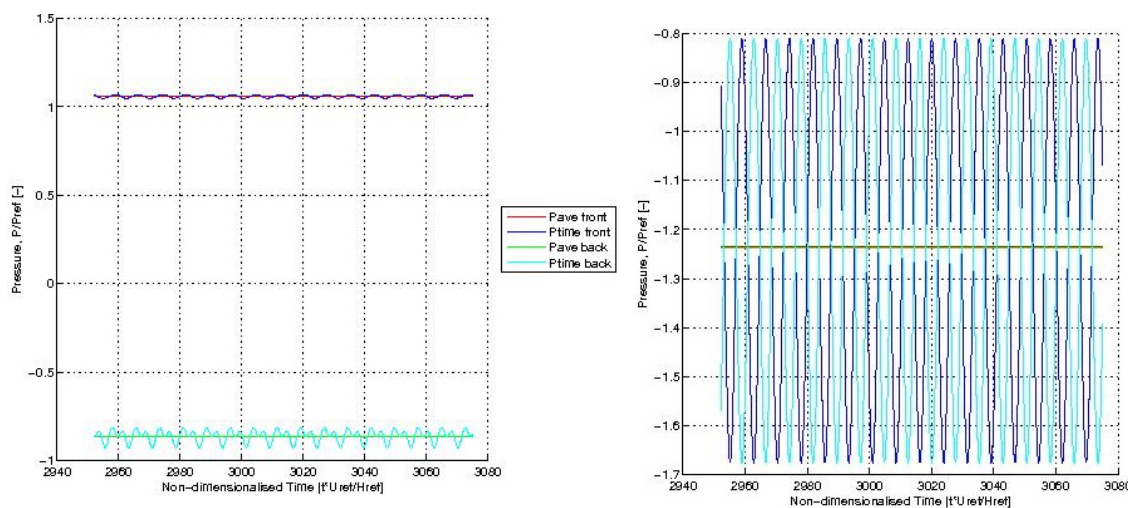 1.5
1
0.5
0
−0.5
−1
2940 2960 2980 3000 3020 3040 3060 3080
Pressure, P/Pref [-]
Non-dimensionalised Time [t*Uref/Href]
Pave front
Ptime front
Pave back
Ptime back
−0.8
−0.9
−1
−1.1
−1.2
−1.3
−1.4
−1.5
−1.6
−1.7
2940 2960 2980 3000 3020 3040 3060 3080
Pressure, P/Pref [-]
Non-dimensionalised Time [t*Uref/Href]